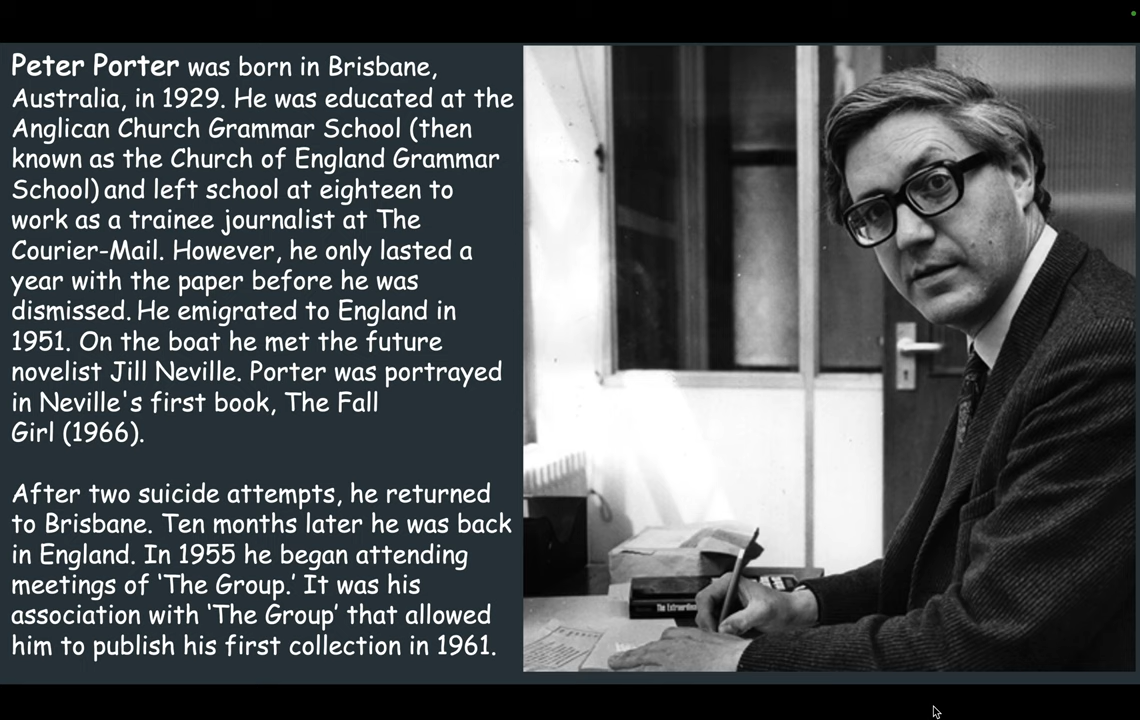 Peter Porter was born in Brisbane,
Australia, in 1929. He was educated at the
Anglican Church Grammar School (then
known as the Church of England Grammar
School) and left school at eighteen to
work as a trainee journalist at The
Courier-Mail. However, he only lasted a
year with the paper before he was
dismissed. He emigrated to England in
1951. On the boat he met the future
novelist Jill Neville. Porter was portrayed
in Neville's first book, The Fall
Girl (1966).
After two suicide attempts, he returned
to Brisbane. Ten months later he was back
in England. In 1955 he began attending
meetings of ‘The Group.’ It was his
association with ‘The Group’ that allowed
him to publish his first collection in 1961.